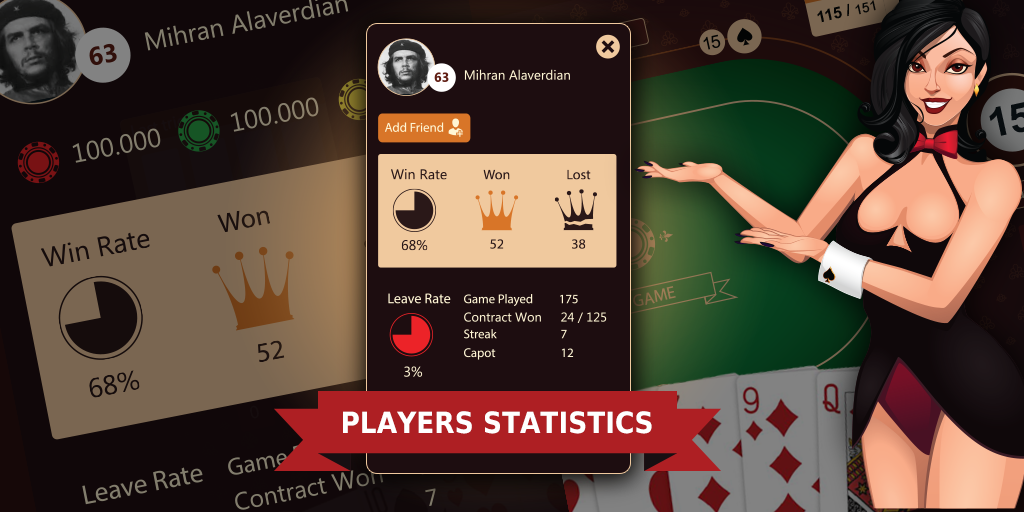 63
Mihran Alaverdian
100.000
100.000
Win Rate
Won
68%
52
Leave Rate
Game
Contract Won
7
63
Mihran Alaverdian
Add Friend
Win Rate
Won
Lost
68%
52
38
Leave Rate
3%
Game Played 175
Contract Won 24 / 125
Streak 7
Capot 12
PLAYERS STATISTICS
15
115 / 151
15
GAME
9
Q